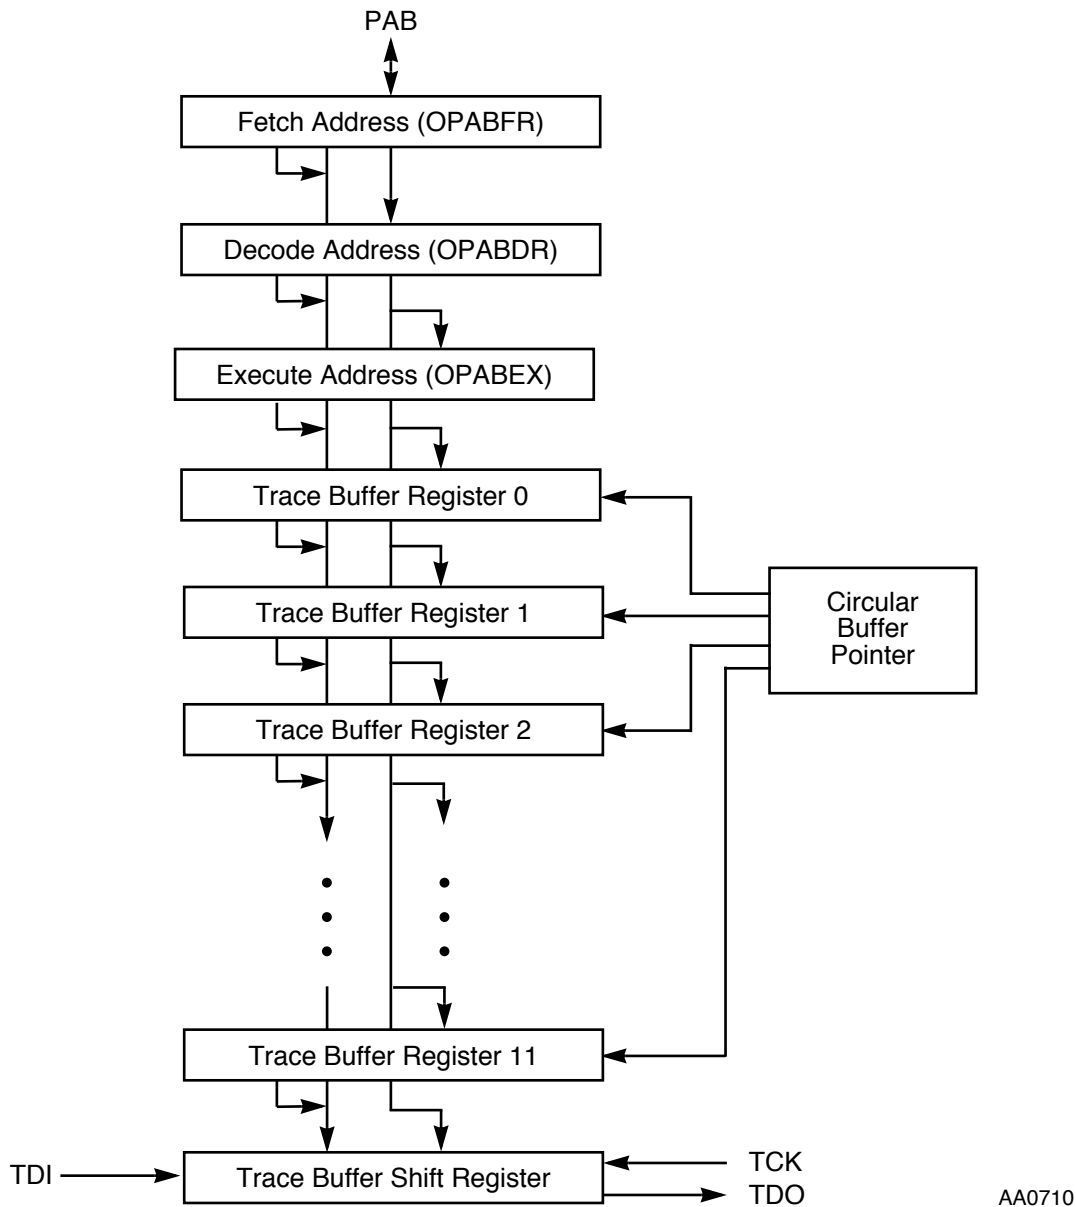 PAB
Fetch Address (OPABFR)
Decode Address (OPABDR)
Execute Address (OPABEX)
Trace Buffer Register 0
Circular
Buffer
Pointer
Trace Buffer Register 1
Trace Buffer Register 2
Trace Buffer Register 11
TDI
Trace Buffer Shift Register
TCK
TDO
AA0710